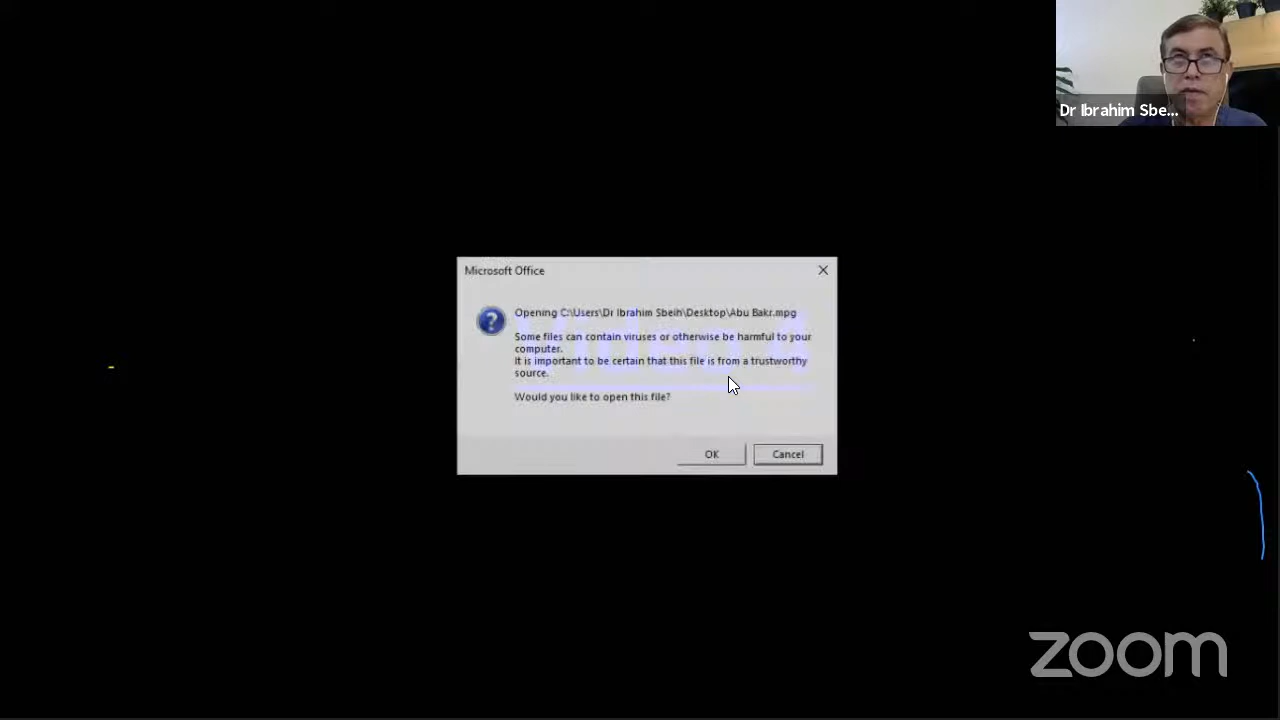 Dr Ibrahim Sbe...
Microsoft Office
Opening C:\Users\Dr Ibrahim Sbeih\Desktop\Abu Bakr.mpg
Some files can contain viruses or otherwise be harmful to your
computer.
It is important to be certain that this file is from a trustworthy
source.
Would you like to open this file?
OK
Cancel
zoom